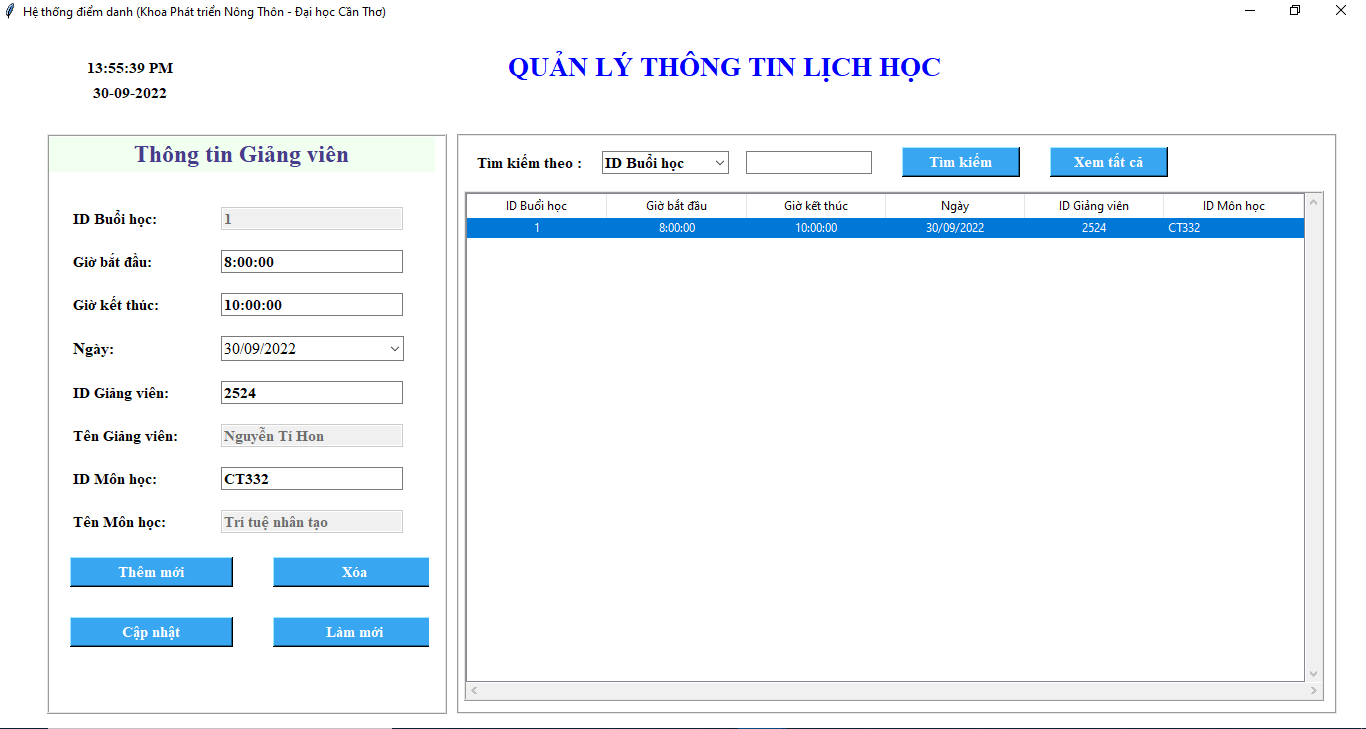 Hệ thống điểm danh (Khoa Phát triển Nông Thôn - Đại học Cần Thơ)
13:55:39 PM
30-09-2022
QUẢN LÝ THÔNG TIN LỊCH HỌC
Thông tin Giảng viên
ID Buổi học: 1
Giờ bắt đầu: 8:00:00
Giờ kết thúc: 10:00:00
Ngày: 30/09/2022
ID Giảng viên: 2524
Tên Giảng viên: Nguyễn Tí Hon
ID Môn học: CT332
Tên Môn học: Trí tuệ nhân tạo
Thêm mới Xóa
Cập nhật Làm mới
Tìm kiếm theo : ID Buổi học Tìm kiếm Xem tất cả
ID Buổi học Giờ bắt đầu Giờ kết thúc Ngày ID Giảng viên ID Môn học
1 8:00:00 10:00:00 30/09/2022 2524 CT332